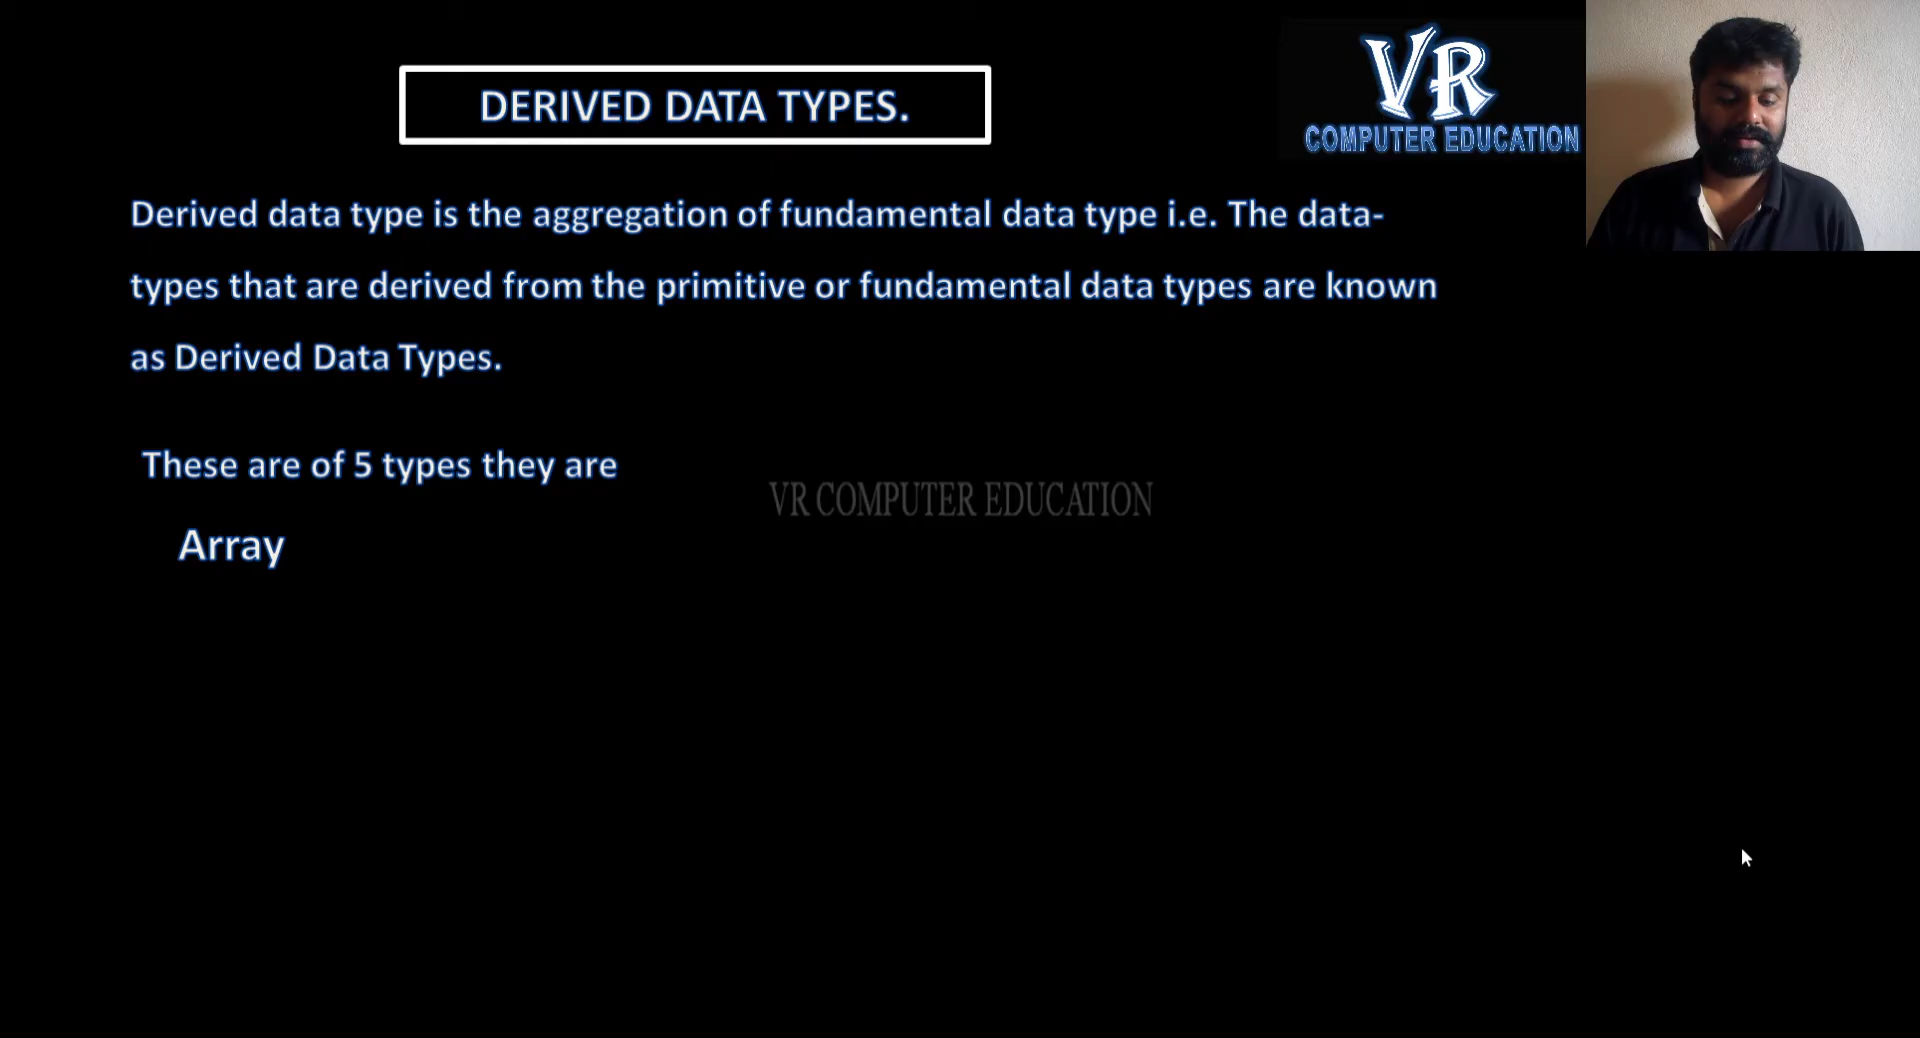 DERIVED DATA TYPES.
VR
COMPUTER EDUCATION
Derived data type is the aggregation of fundamental data type i.e. The data-
types that are derived from the primitive or fundamental data types are known
as Derived Data Types.
These are of 5 types they are
VR COMPUTER EDUCATION
Array